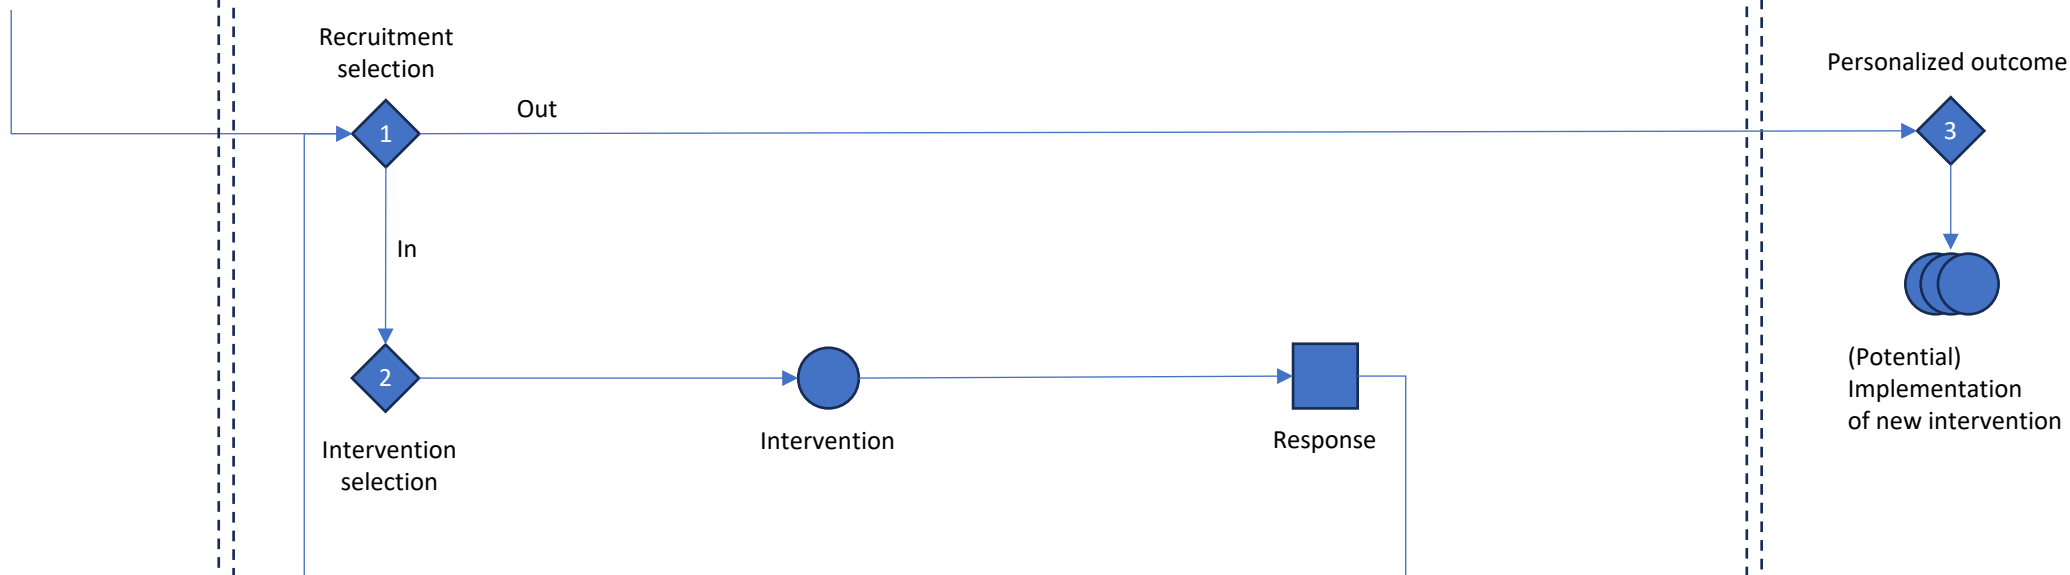 Recruitment
selection
Personalized outcome
Out
1
3
In
(Potential)
Implementation
of new intervention
2
Intervention
selection
Intervention
Response